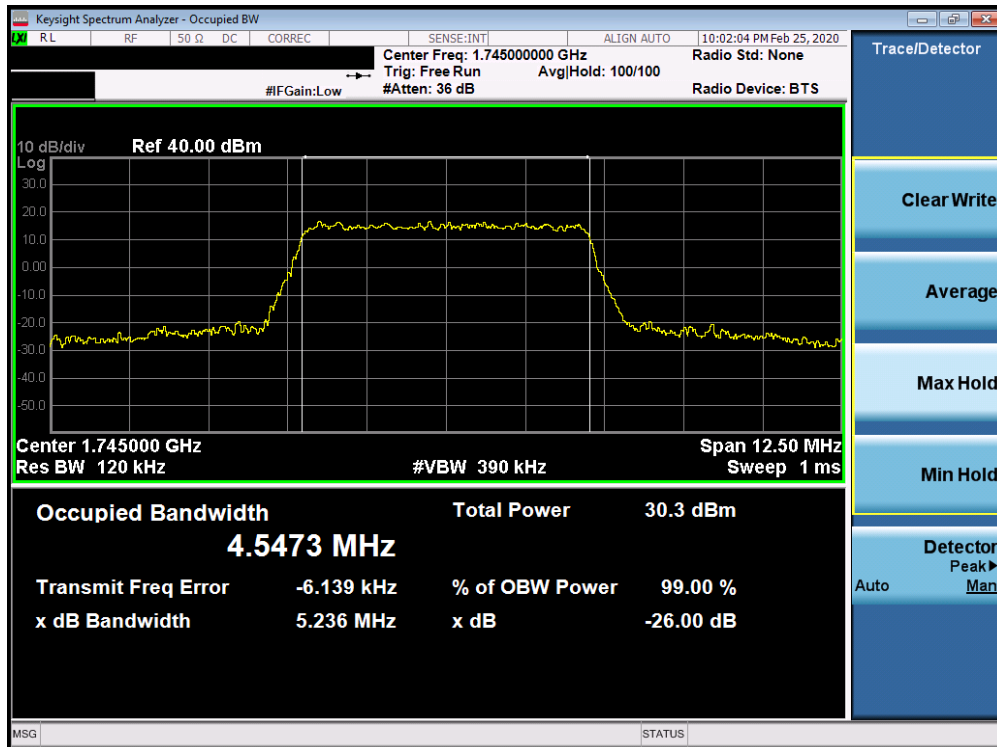 Keysight Spectrum Analyzer - Occupied BW
LXI RL RF 50 Ω DC CORREC SENSE:INT ALIGN AUTO 10:02:04 PM Feb 25, 2020
Center Freq: 1.745000000 GHz Radio Std: None
Trig: Free Run Avg|Hold: 100/100
#IFGain:Low #Atten: 36 dB Radio Device: BTS
10 dB/div Ref 40.00 dBm
Log
30.0
20.0
10.0
0.00
-10.0
-20.0
-30.0
-40.0
-50.0
Center 1.745000 GHz Span 12.50 MHz
Res BW 120 kHz #VBW 390 kHz Sweep 1 ms
Occupied Bandwidth Total Power 30.3 dBm
4.5473 MHz
Transmit Freq Error -6.139 kHz % of OBW Power 99.00 %
x dB Bandwidth 5.236 MHz x dB -26.00 dB
MSG STATUS
Trace/Detector
Clear Write
Average
Max Hold
Min Hold
Detector
Peak▶
Auto Man